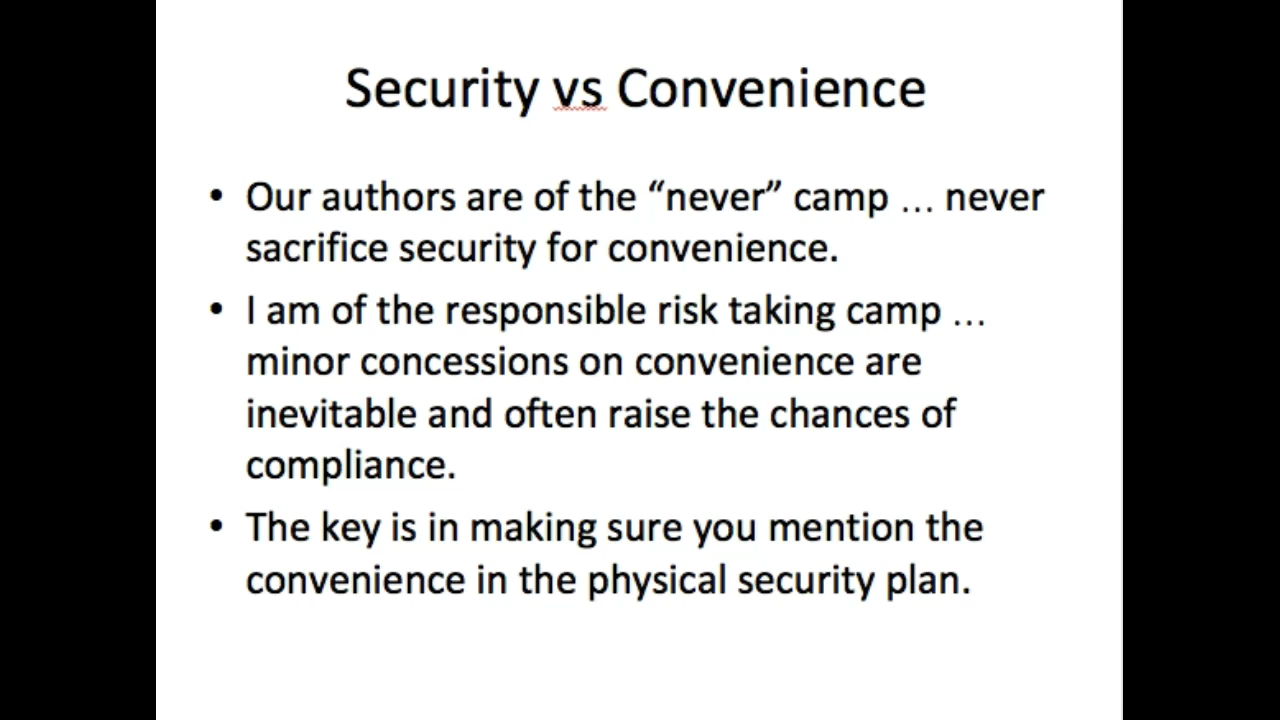 Security vs Convenience
• Our authors are of the “never” camp … never
sacrifice security for convenience.
• I am of the responsible risk taking camp …
minor concessions on convenience are
inevitable and often raise the chances of
compliance.
• The key is in making sure you mention the
convenience in the physical security plan.